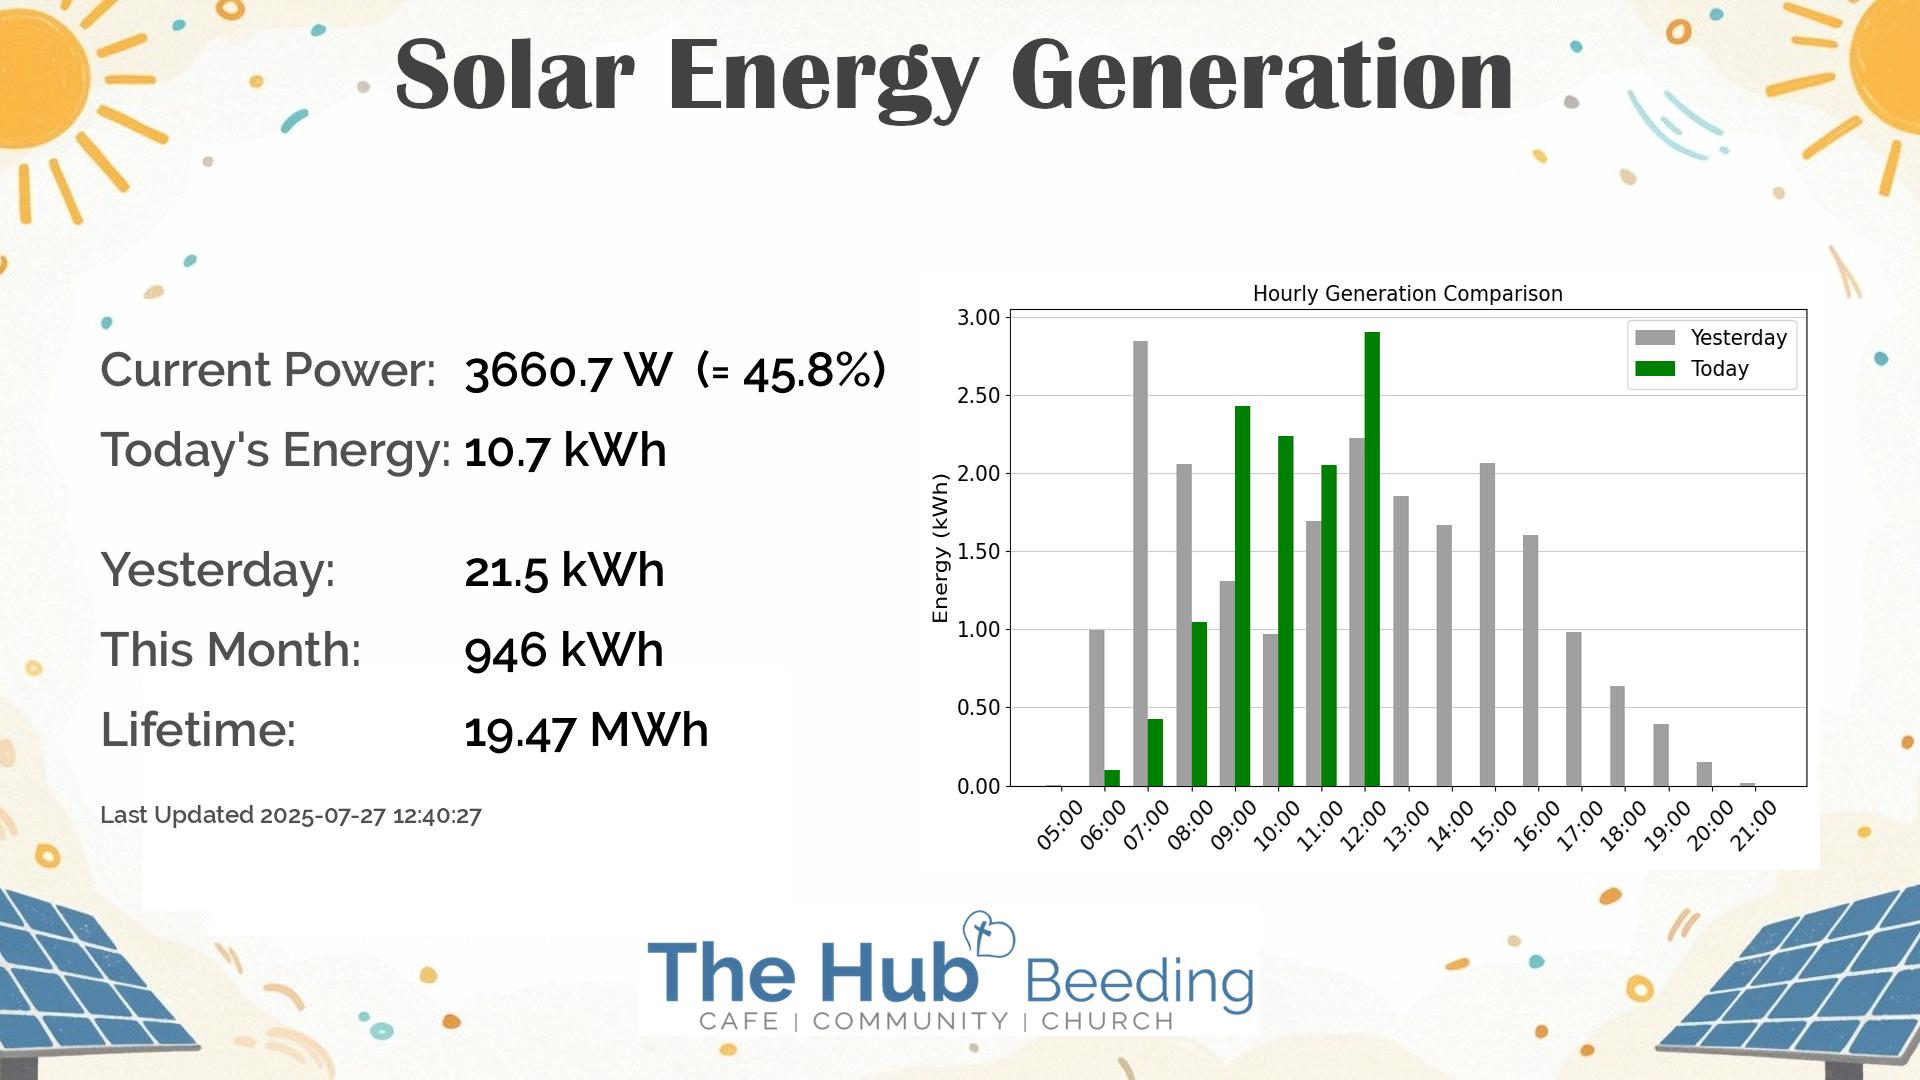 Solar Energy Generation
Current Power: 3660.7 W (= 45.8%)
Today's Energy: 10.7 kWh
Yesterday: 21.5 kWh
This Month: 946 kWh
Lifetime: 19.47 MWh
Last Updated 2025-07-27 12:40:27
Hourly Generation Comparison
Yesterday
Today
Energy (kWh)
3.00
2.50
2.00
1.50
1.00
0.50
0.00
05:00 06:00 07:00 08:00 09:00 10:00 11:00 12:00 13:00 14:00 15:00 16:00 17:00 18:00 19:00 20:00 21:00
The Hub Beeding
CAFE | COMMUNITY | CHURCH